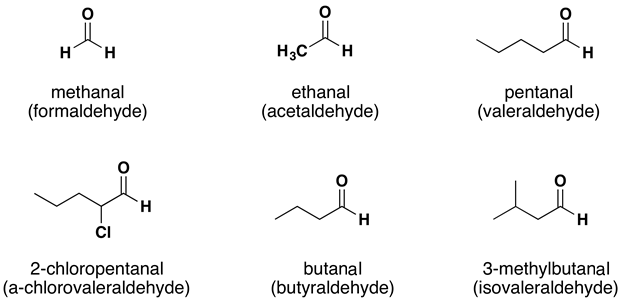 O
H H
methanal
(formaldehyde)
O
H₃C H
ethanal
(acetaldehyde)
O
H
pentanal
(valeraldehyde)
O
H
Cl
2-chloropentanal
(a-chlorovaleraldehyde)
O
H
butanal
(butyraldehyde)
O
H
3-methylbutanal
(isovaleraldehyde)